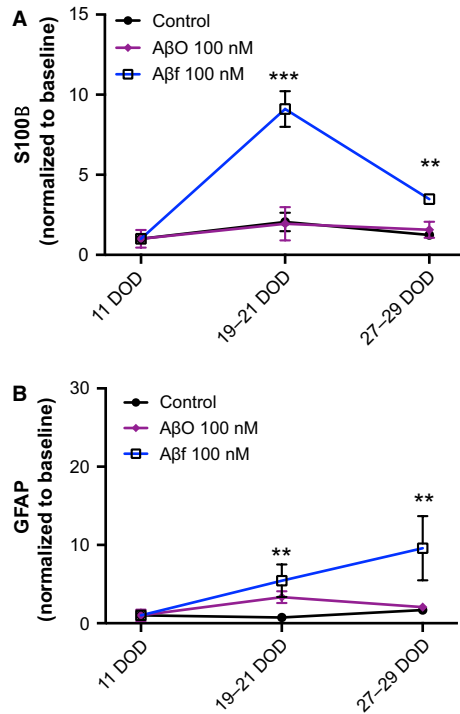 A
S100B
(normalized to baseline)
15
10
5
0
Control
AβO 100 nM
Aβf 100 nM
***
**
11 DOD
19–21 DOD
27–29 DOD
B
GFAP
(normalized to baseline)
30
20
10
0
Control
AβO 100 nM
Aβf 100 nM
**
**
11 DOD
19–21 DOD
27–29 DOD